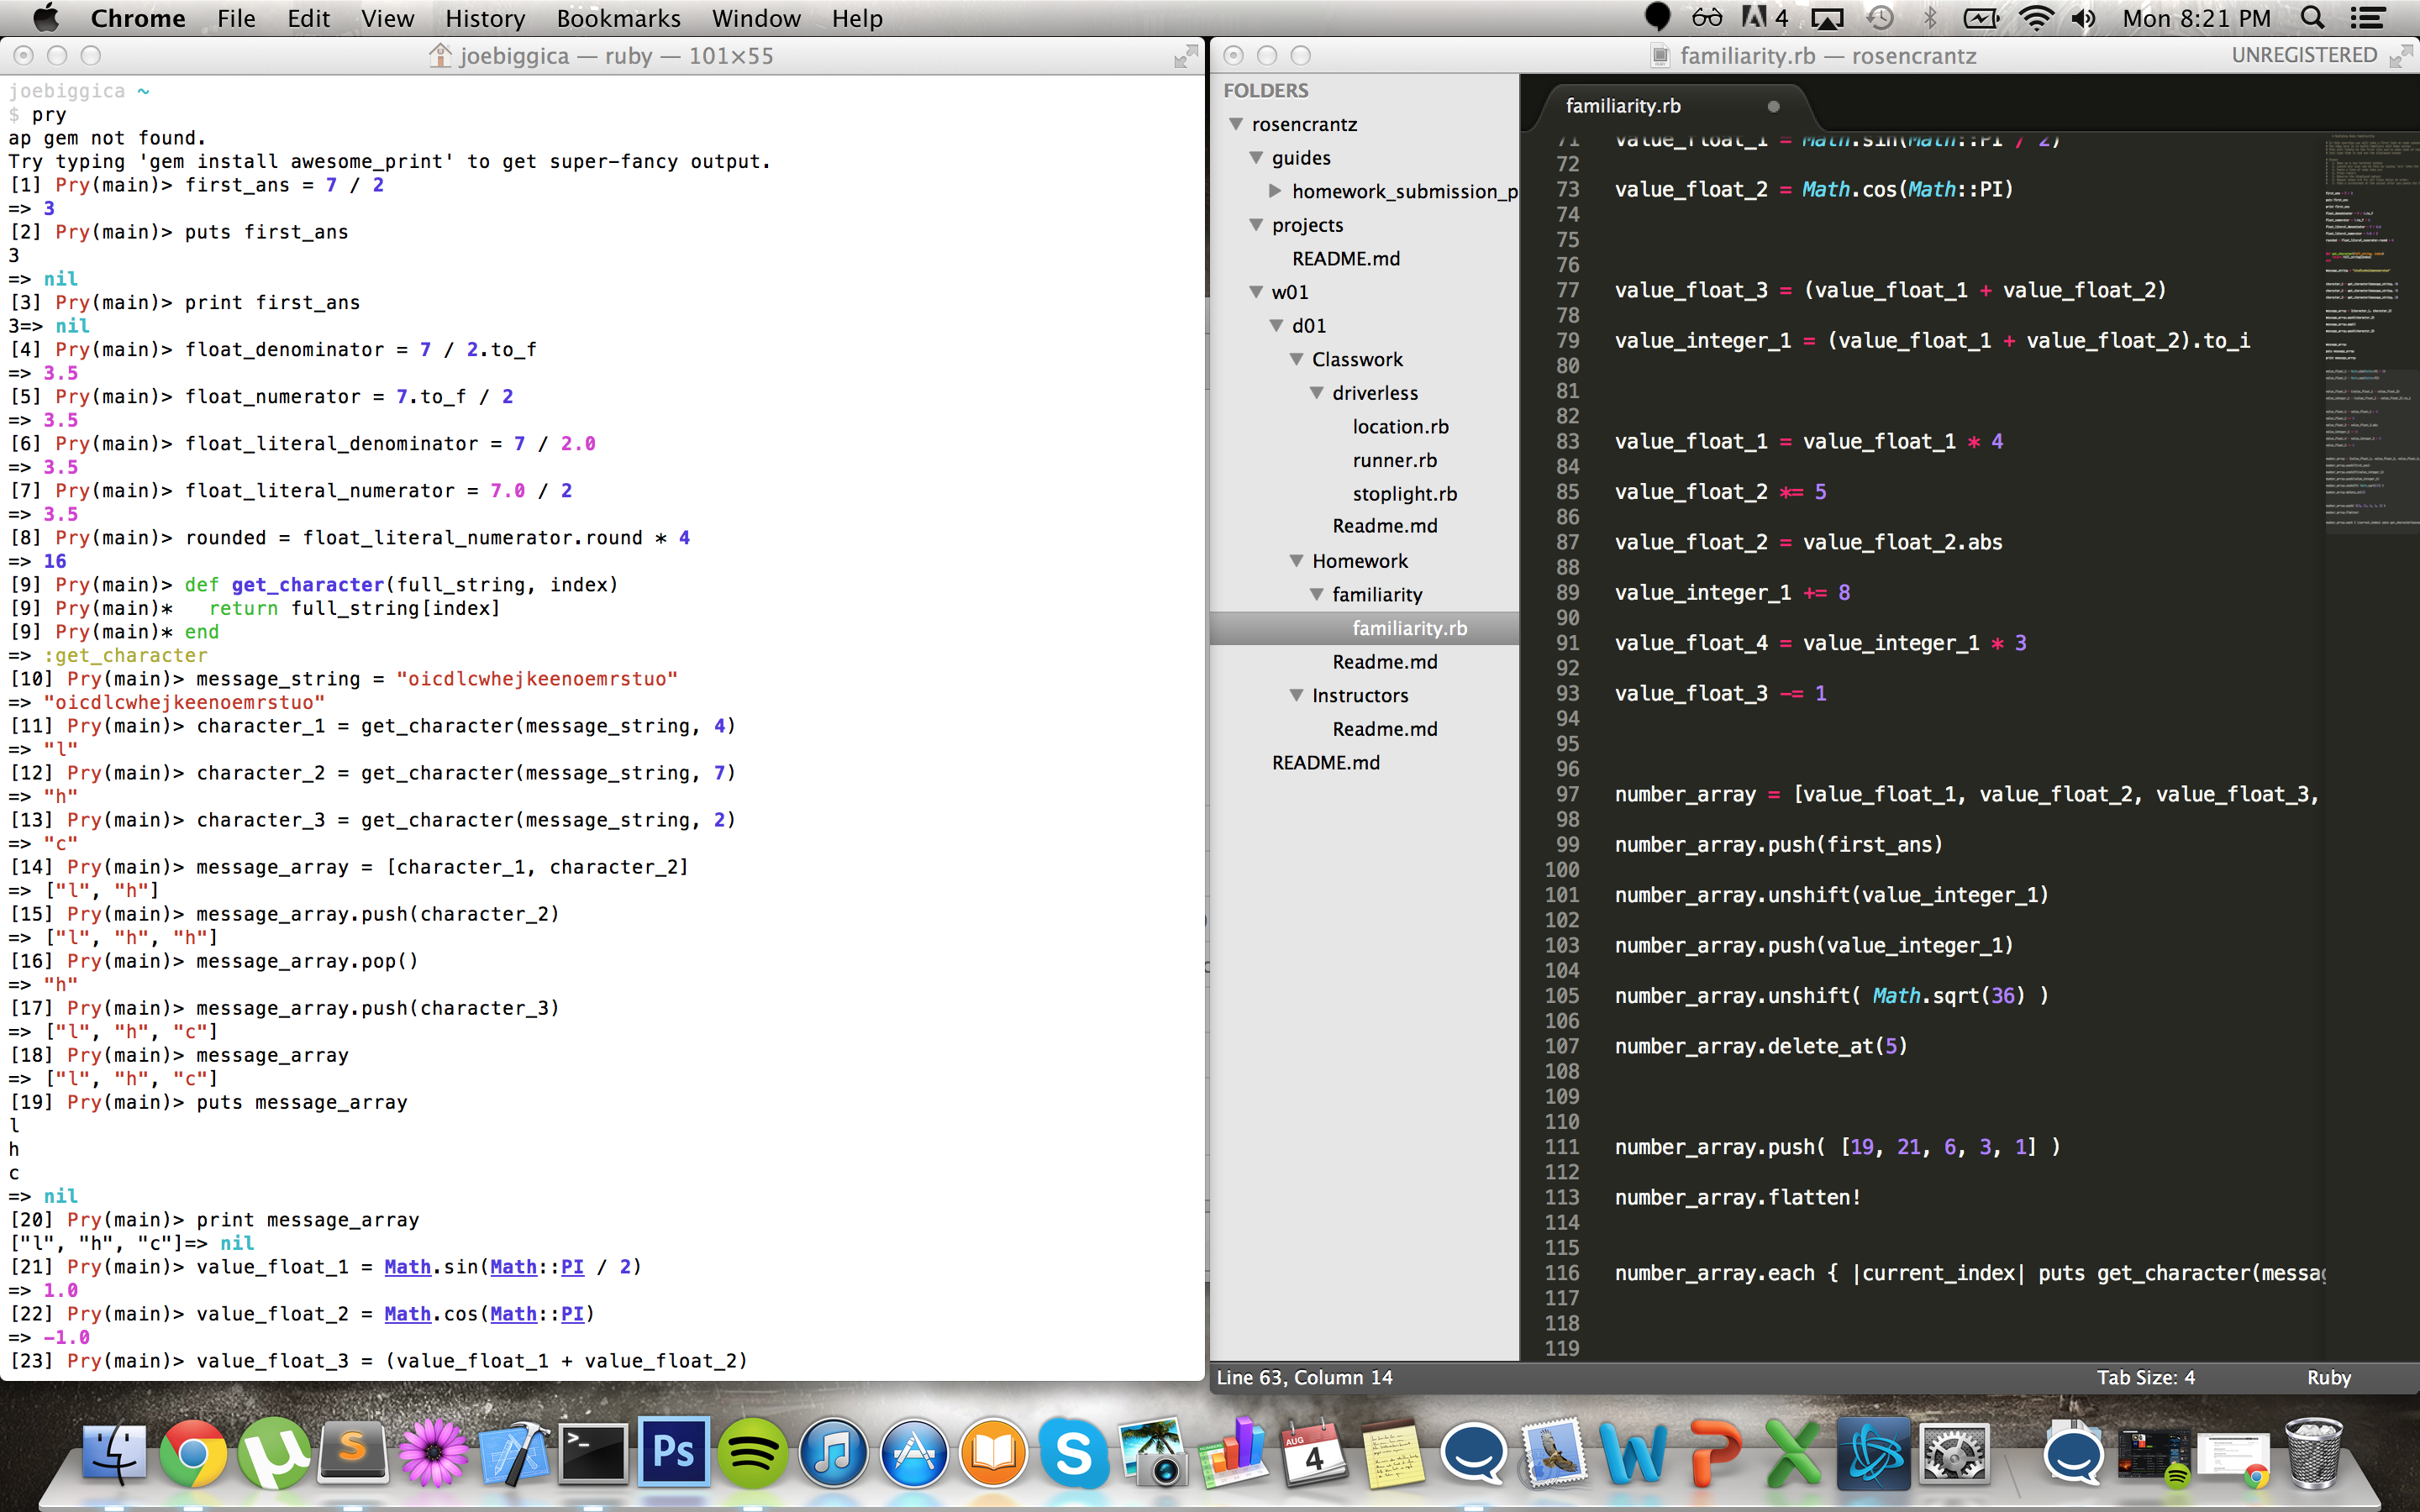 Chrome File Edit View History Bookmarks Window Help 4 Mon 8:21 PM
joebiggica — ruby — 101×55
joebiggica ~
$ pry
ap gem not found.
Try typing 'gem install awesome_print' to get super-fancy output.
[1] Pry(main)> first_ans = 7 / 2
=> 3
[2] Pry(main)> puts first_ans
3
=> nil
[3] Pry(main)> print first_ans
3=> nil
[4] Pry(main)> float_denominator = 7 / 2.to_f
=> 3.5
[5] Pry(main)> float_numerator = 7.to_f / 2
=> 3.5
[6] Pry(main)> float_literal_denominator = 7 / 2.0
=> 3.5
[7] Pry(main)> float_literal_numerator = 7.0 / 2
=> 3.5
[8] Pry(main)> rounded = float_literal_numerator.round * 4
=> 16
[9] Pry(main)> def get_character(full_string, index)
[9] Pry(main)*   return full_string[index]
[9] Pry(main)* end
=> :get_character
[10] Pry(main)> message_string = "oicdlcwhejkeenoemrstuo"
=> "oicdlcwhejkeenoemrstuo"
[11] Pry(main)> character_1 = get_character(message_string, 4)
=> "l"
[12] Pry(main)> character_2 = get_character(message_string, 7)
=> "h"
[13] Pry(main)> character_3 = get_character(message_string, 2)
=> "c"
[14] Pry(main)> message_array = [character_1, character_2]
=> ["l", "h"]
[15] Pry(main)> message_array.push(character_2)
=> ["l", "h", "h"]
[16] Pry(main)> message_array.pop()
=> "h"
[17] Pry(main)> message_array.push(character_3)
=> ["l", "h", "c"]
[18] Pry(main)> message_array
=> ["l", "h", "c"]
[19] Pry(main)> puts message_array
l
h
c
=> nil
[20] Pry(main)> print message_array
["l", "h", "c"]=> nil
[21] Pry(main)> value_float_1 = Math.sin(Math::PI / 2)
=> 1.0
[22] Pry(main)> value_float_2 = Math.cos(Math::PI)
=> -1.0
[23] Pry(main)> value_float_3 = (value_float_1 + value_float_2)
familiarity.rb — rosencrantz UNREGISTERED
FOLDERS
rosencrantz
guides
homework_submission_p
projects
README.md
w01
d01
Classwork
driverless
location.rb
runner.rb
stoplight.rb
Readme.md
Homework
familiarity
familiarity.rb
Readme.md
Instructors
Readme.md
README.md
familiarity.rb
71 value_float_1 = Math.sin(Math::PI / 2)
72
73 value_float_2 = Math.cos(Math::PI)
74
75
76
77 value_float_3 = (value_float_1 + value_float_2)
78
79 value_integer_1 = (value_float_1 + value_float_2).to_i
80
81
82
83 value_float_1 = value_float_1 * 4
84
85 value_float_2 *= 5
86
87 value_float_2 = value_float_2.abs
88
89 value_integer_1 += 8
90
91 value_float_4 = value_integer_1 * 3
92
93 value_float_3 -= 1
94
95
96
97 number_array = [value_float_1, value_float_2, value_float_3,
98
99 number_array.push(first_ans)
100
101 number_array.unshift(value_integer_1)
102
103 number_array.push(value_integer_1)
104
105 number_array.unshift( Math.sqrt(36) )
106
107 number_array.delete_at(5)
108
109
110
111 number_array.push( [19, 21, 6, 3, 1] )
112
113 number_array.flatten!
114
115
116 number_array.each { |current_index| puts get_character(messag
117
118
119
Line 63, Column 14 Tab Size: 4 Ruby
S
>_
Ps
S
AUG
4
W
P
X